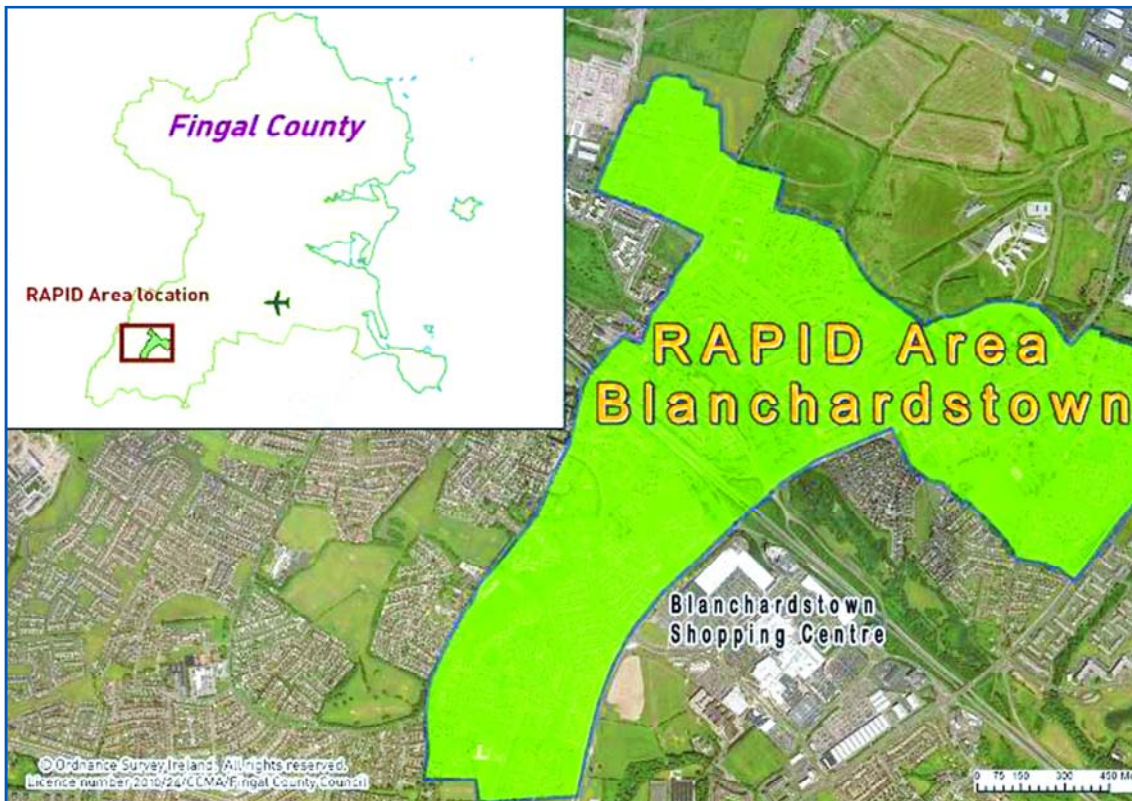 Fingal County
RAPID Area location
RAPID Area
Blanchardstown
Blanchardstown
Shopping Centre
© Ordnance Survey Ireland. All rights reserved.
Licence number 2010/24/CCMA/Fingal County Council
0 75 150 300 450